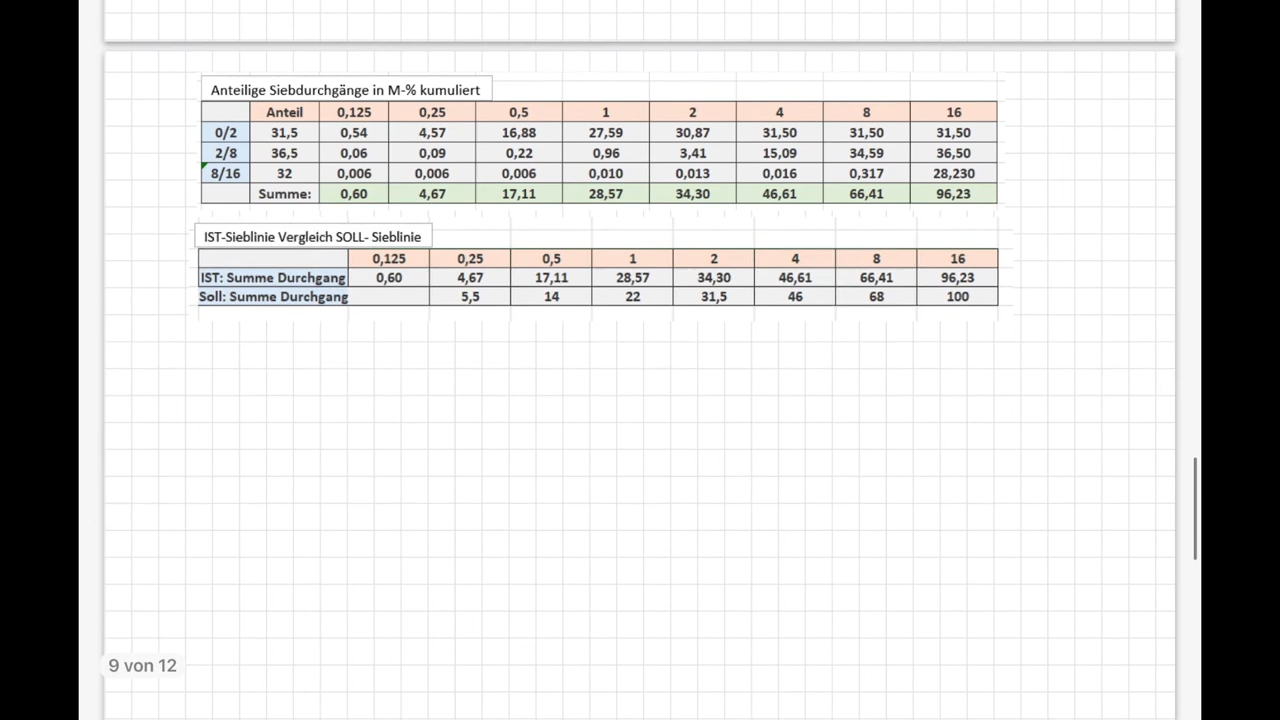 Anteilige Siebdurchgänge in M-% kumuliert
Anteil 0,125 0,25 0,5 1 2 4 8 16
0/2 31,5 0,54 4,57 16,88 27,59 30,87 31,50 31,50 31,50
2/8 36,5 0,06 0,09 0,22 0,96 3,41 15,09 34,59 36,50
8/16 32 0,006 0,006 0,006 0,010 0,013 0,016 0,317 28,230
Summe: 0,60 4,67 17,11 28,57 34,30 46,61 66,41 96,23
IST-Sieblinie Vergleich SOLL- Sieblinie
0,125 0,25 0,5 1 2 4 8 16
IST: Summe Durchgang 0,60 4,67 17,11 28,57 34,30 46,61 66,41 96,23
Soll: Summe Durchgang 5,5 14 22 31,5 46 68 100
9 von 12